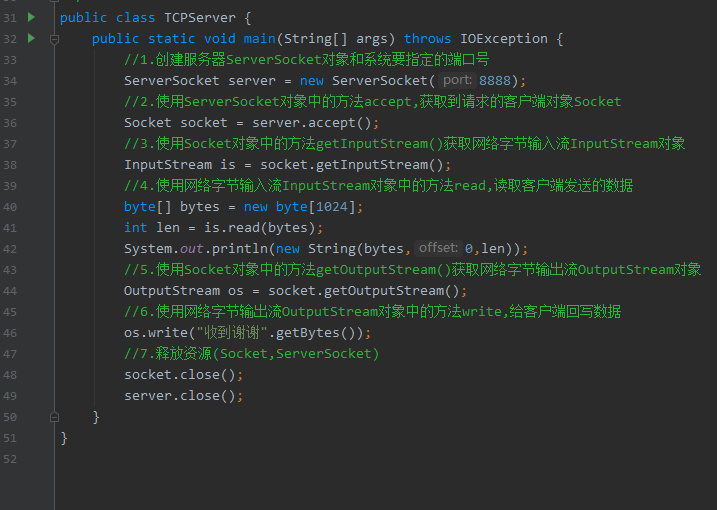 31 public class TCPServer {
32 public static void main(String[] args) throws IOException {
33 //1.创建服务器ServerSocket对象和系统要指定的端口号
34 ServerSocket server = new ServerSocket( port: 8888);
35 //2.使用ServerSocket对象中的方法accept,获取到请求的客户端对象Socket
36 Socket socket = server.accept();
37 //3.使用Socket对象中的方法getInputStream()获取网络字节输入流InputStream对象
38 InputStream is = socket.getInputStream();
39 //4.使用网络字节输入流InputStream对象中的方法read,读取客户端发送的数据
40 byte[] bytes = new byte[1024];
41 int len = is.read(bytes);
42 System.out.println(new String(bytes, offset: 0,len));
43 //5.使用Socket对象中的方法getOutputStream()获取网络字节输出流OutputStream对象
44 OutputStream os = socket.getOutputStream();
45 //6.使用网络字节输出流OutputStream对象中的方法write,给客户端回写数据
46 os.write("收到谢谢".getBytes());
47 //7.释放资源(Socket,ServerSocket)
48 socket.close();
49 server.close();
50 }
51 }
52